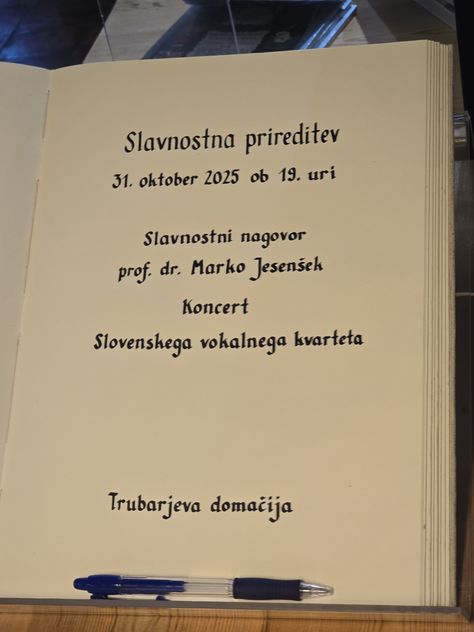 Slavnostna prireditev
31. oktober 2025 ob 19. uri
Slavnostni nagovor
prof. dr. Marko Jesenšek
Koncert
Slovenskega vokalnega kvarteta
Trubarjeva domačija